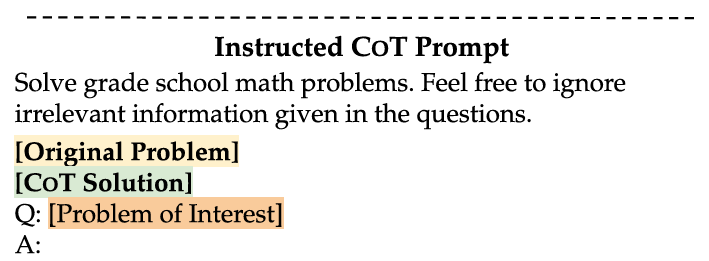 Instructed CoT Prompt
Solve grade school math problems. Feel free to ignore
irrelevant information given in the questions.
[Original Problem]
[CoT Solution]
Q: [Problem of Interest]
A: